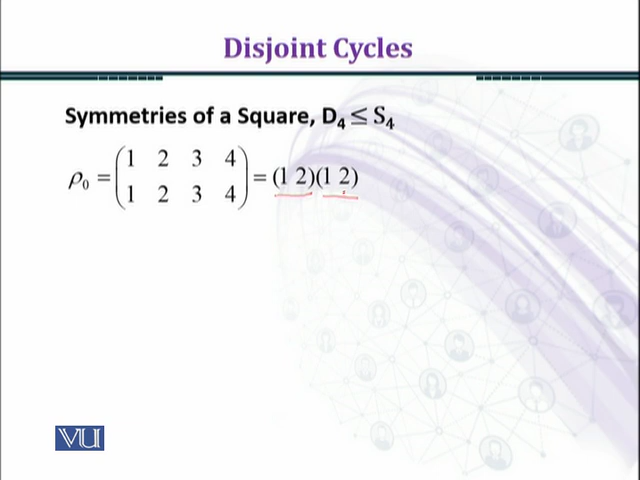 Disjoint Cycles
Symmetries of a Square, D₄ ≤ S₄
ρ₀ = (1 2 3 4
1 2 3 4) = (1 2)(1 2)
VU